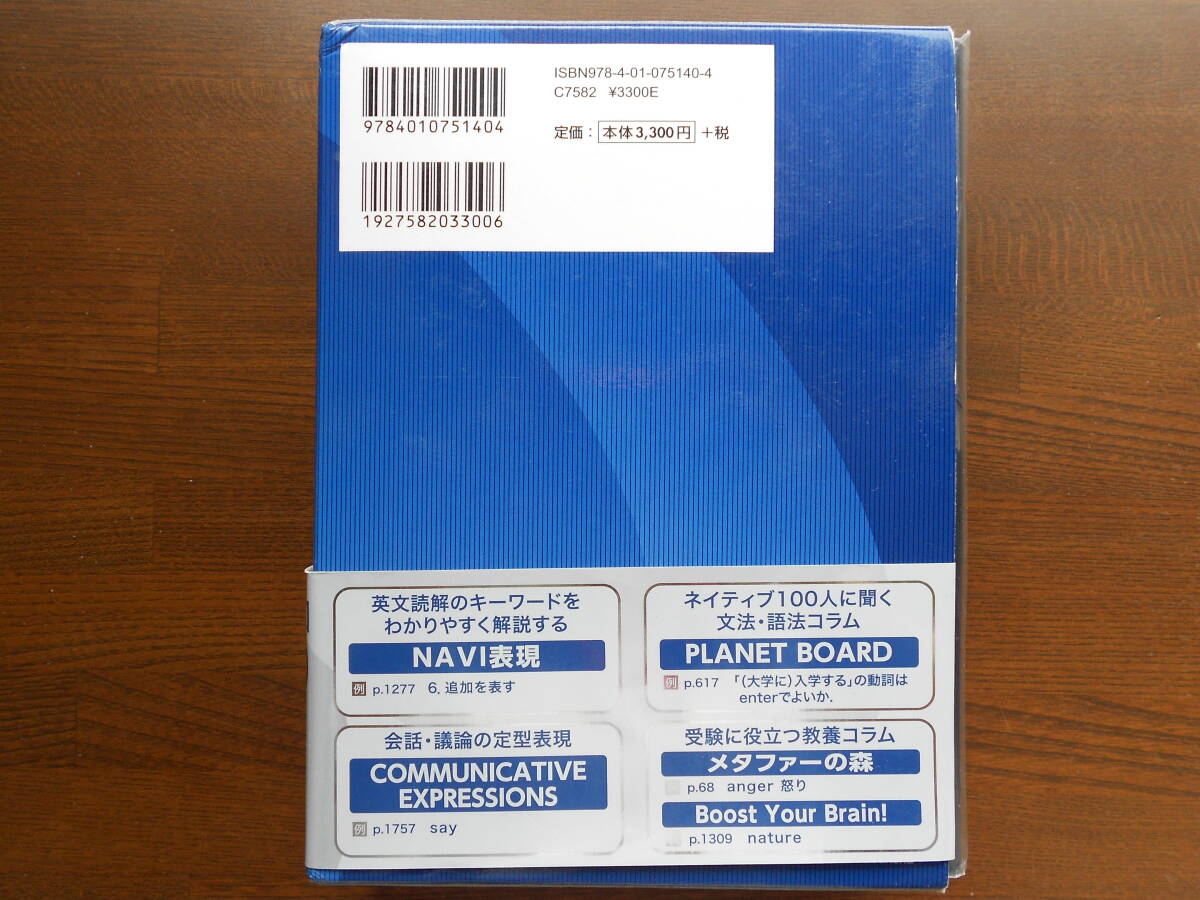 9784010751404
1927582033006
ISBN978-4-01-075140-4
C7582 ¥3300E
定価：本体3,300円+税
英文読解のキーワードを
わかりやすく解説する
NAVI表現
例 p.1277 6. 追加を表す
ネイティブ100人に聞く
文法・語法コラム
PLANET BOARD
例 p.617 「(大学に)入学する」の動詞は
enterでよいか.
会話・議論の定型表現
COMMUNICATIVE
EXPRESSIONS
例 p.1757 say
受験に役立つ教養コラム
メタファーの森
p.68 anger 怒り
Boost Your Brain!
p.1309 nature